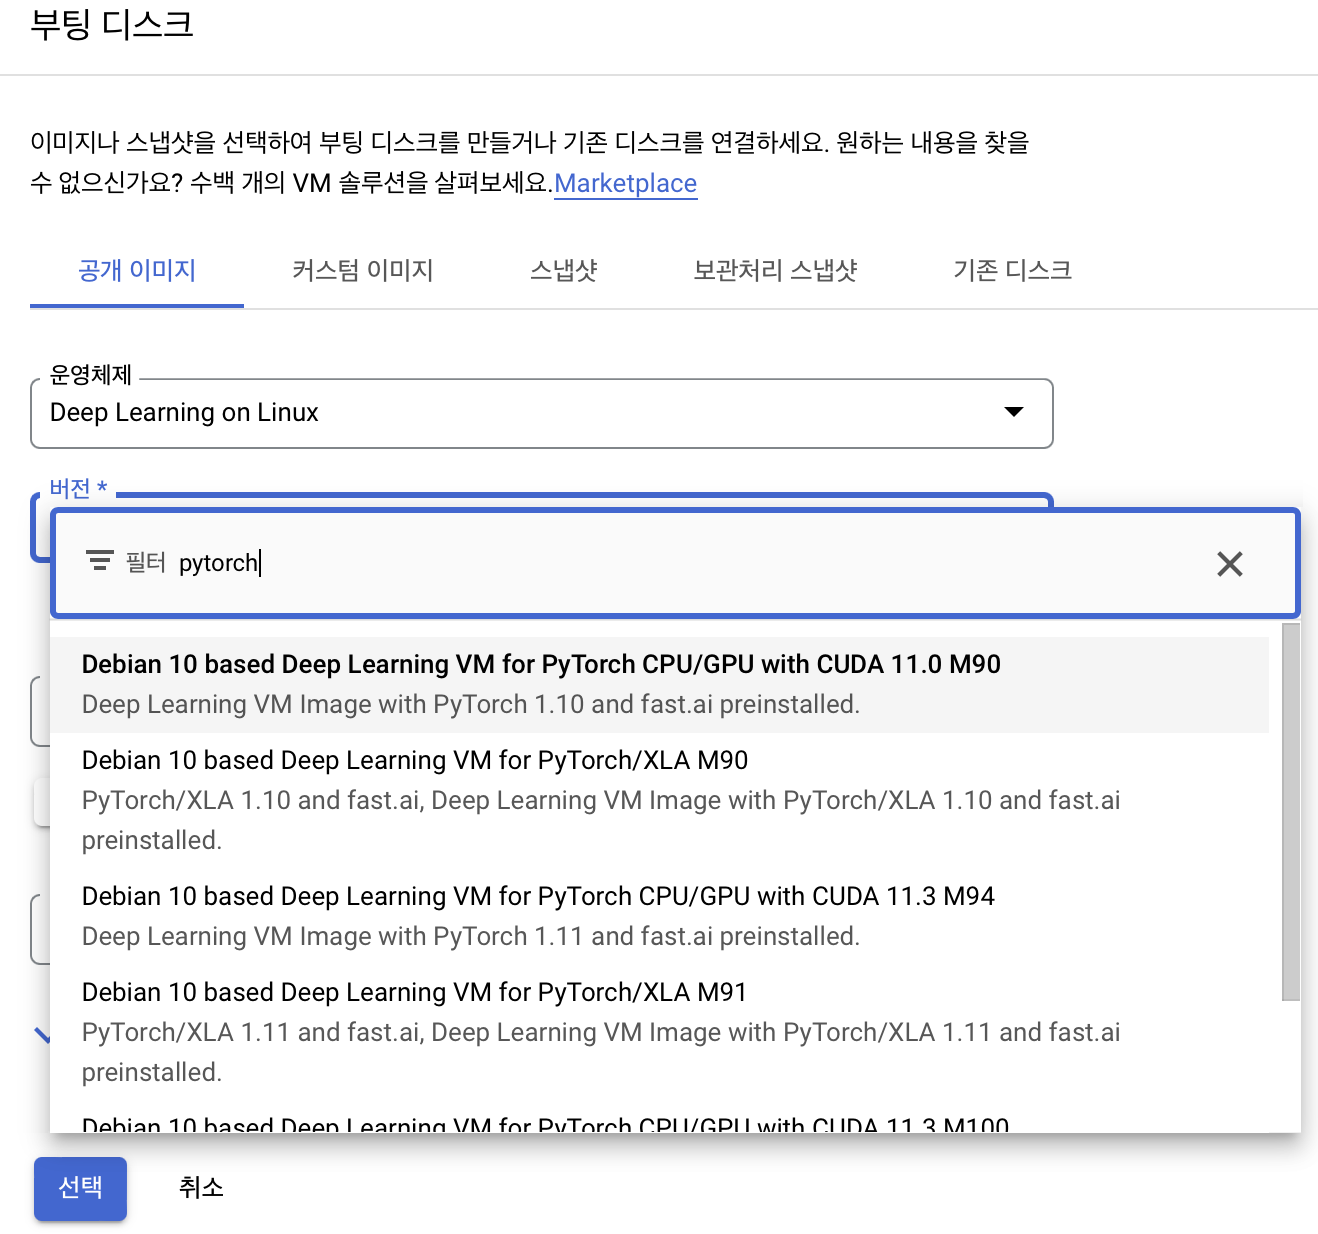 부팅 디스크
이미지나 스냅샷을 선택하여 부팅 디스크를 만들거나 기존 디스크를 연결하세요. 원하는 내용을 찾을
수 없으신가요? 수백 개의 VM 솔루션을 살펴보세요.Marketplace
공개 이미지 커스텀 이미지 스냅샷 보관처리 스냅샷 기존 디스크
운영체제
Deep Learning on Linux
버전 *
필터 pytorch
Debian 10 based Deep Learning VM for PyTorch CPU/GPU with CUDA 11.0 M90
Deep Learning VM Image with PyTorch 1.10 and fast.ai preinstalled.
Debian 10 based Deep Learning VM for PyTorch/XLA M90
PyTorch/XLA 1.10 and fast.ai, Deep Learning VM Image with PyTorch/XLA 1.10 and fast.ai
preinstalled.
Debian 10 based Deep Learning VM for PyTorch CPU/GPU with CUDA 11.3 M94
Deep Learning VM Image with PyTorch 1.11 and fast.ai preinstalled.
Debian 10 based Deep Learning VM for PyTorch/XLA M91
PyTorch/XLA 1.11 and fast.ai, Deep Learning VM Image with PyTorch/XLA 1.11 and fast.ai
preinstalled.
Debian 10 based Deep Learning VM for PyTorch CPU/GPU with CUDA 11.3 M100
선택 취소